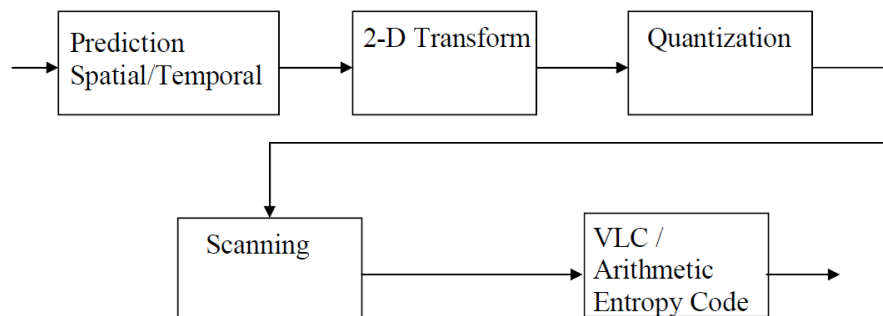 Prediction
Spatial/Temporal
2-D Transform
Quantization
Scanning
VLC /
Arithmetic
Entropy Code